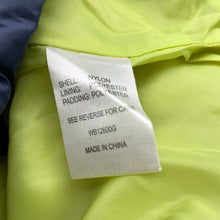 SHELL: NYLON
LINING: POLYESTER
PADDING: POLYESTER
SEE REVERSE FOR CARE
WB12600G
MADE IN CHINA